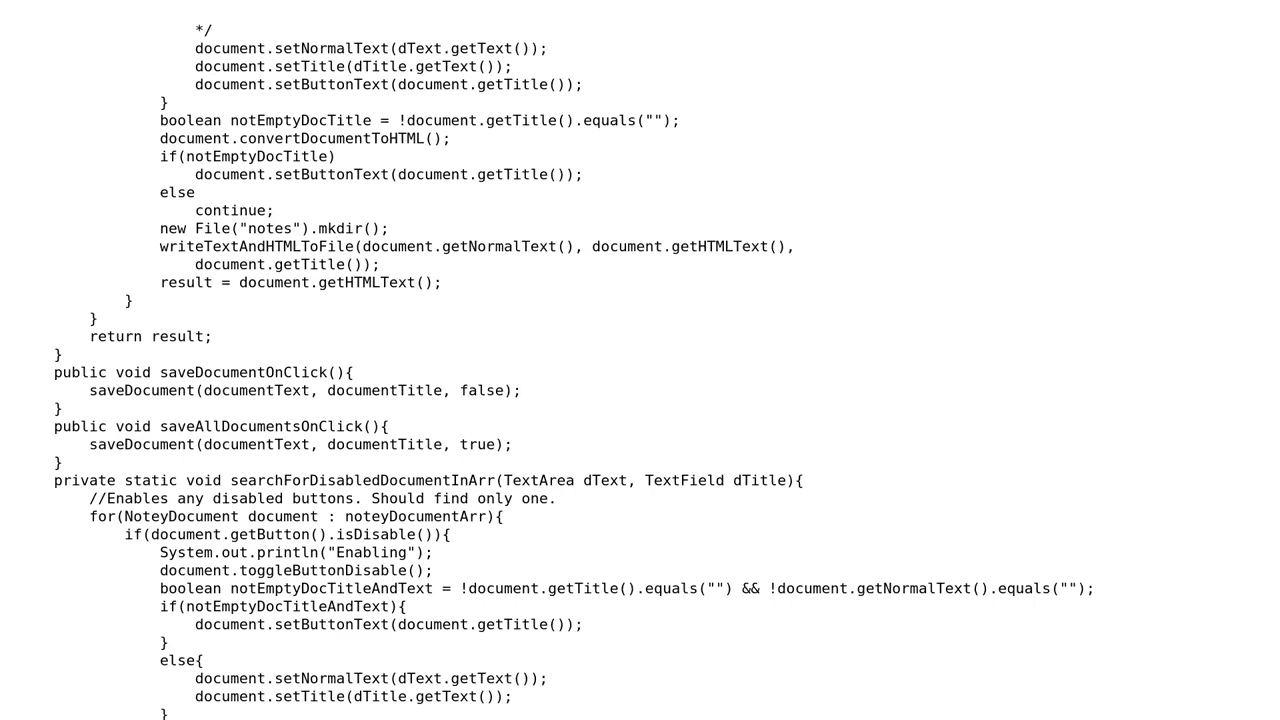 */
document.setNormalText(dText.getText());
document.setTitle(dTitle.getText());
document.setButtonText(document.getTitle());
}
boolean notEmptyDocTitle = !document.getTitle().equals("");
document.convertDocumentToHTML();
if(notEmptyDocTitle)
document.setButtonText(document.getTitle());
else
continue;
new File("notes").mkdir();
writeTextAndHTMLToFile(document.getNormalText(), document.getHTMLText(),
document.getTitle());
result = document.getHTMLText();
}
}
return result;
}
public void saveDocumentOnClick(){
saveDocument(documentText, documentTitle, false);
}
public void saveAllDocumentsOnClick(){
saveDocument(documentText, documentTitle, true);
}
private static void searchForDisabledDocumentInArr(TextArea dText, TextField dTitle){
//Enables any disabled buttons. Should find only one.
for(NoteyDocument document : noteyDocumentArr){
if(document.getButton().isDisable()){
System.out.println("Enabling");
document.toggleButtonDisable();
boolean notEmptyDocTitleAndText = !document.getTitle().equals("") && !document.getNormalText().equals("");
if(notEmptyDocTitleAndText){
document.setButtonText(document.getTitle());
}
else{
document.setNormalText(dText.getText());
document.setTitle(dTitle.getText());
}